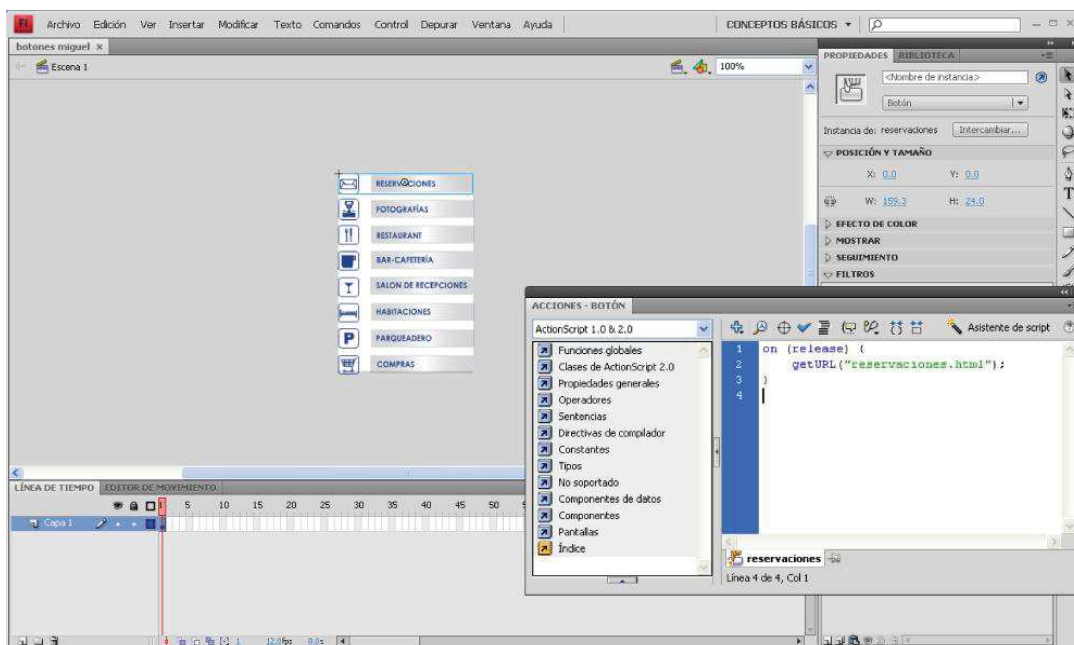 FL Archivo Edición Ver Insertar Modificar Texto Comandos Control Depurar Ventana Ayuda CONCEPTOS BÁSICOS
botones miguel x
Escena 1 100%
PROPIEDADES BIBLIOTECA
<Nombre de instancia>
Botón
Instancia de: reservaciones Intercambiar...
POSICIÓN Y TAMAÑO
X: 0.0 Y: 0.0
W: 159.3 H: 24.0
EFECTO DE COLOR
MOSTRAR
SEGUIMIENTO
FILTROS
RESERVACIONES
FOTOGRAFÍAS
RESTAURANT
BAR-CAFETERÍA
SALON DE RECEPCIONES
HABITACIONES
P PARQUEADERO
COMPRAS
ACCIONES - BOTÓN
ActionScript 1.0 & 2.0
Asistente de script
Funciones globales
Clases de ActionScript 2.0
Propiedades generales
Operadores
Sentencias
Directivas de compilador
Constantes
Tipos
No soportado
Componentes de datos
Componentes
Pantallas
Índice
1 on (release) {
2 getURL("reservaciones.html");
3 }
4
reservaciones
Línea 4 de 4, Col 1
LÍNEA DE TIEMPO EDITOR DE MOVIMIENTO
5 10 15 20 25 30 35 40 45 50
Capa 1
1 12.0fps 0.0s